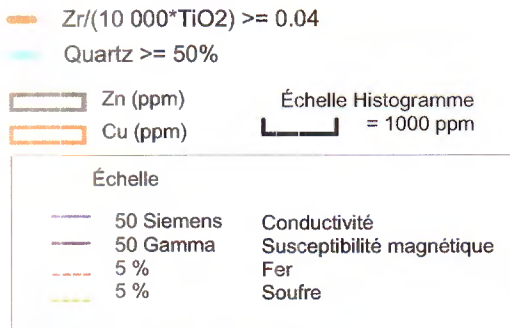 Zr/(10 000*TiO2) >= 0.04
Quartz >= 50%
Zn (ppm)
Cu (ppm)
Échelle Histogramme
= 1000 ppm
Échelle
50 Siemens Conductivité
50 Gamma Susceptibilité magnétique
5 % Fer
5 % Soufre